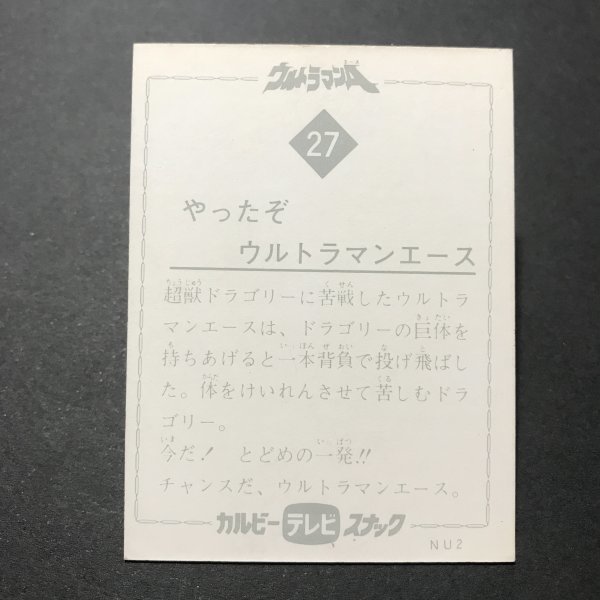 ウルトラマンA
27
やったぞ
ウルトラマンエース
超獣ドラゴリーに苦戦したウルトラ
マンエースは、ドラゴリーの巨体を
持ちあげると一本背負で投げ飛ばし
た。体をけいれんさせて苦しむドラ
ゴリー。
今だ! とどめの一発!!
チャンスだ、ウルトラマンエース。
カルビーテレビスナック
NU2